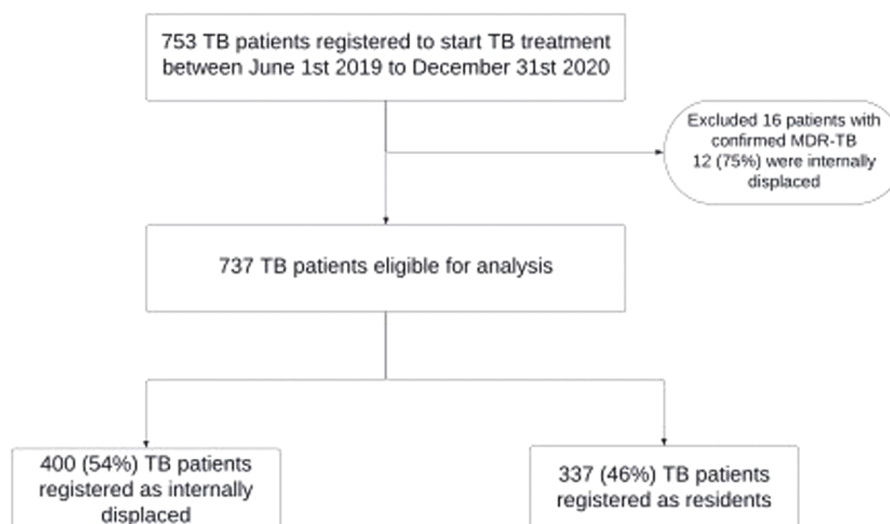 753 TB patients registered to start TB treatment
between June 1st 2019 to December 31st 2020
Excluded 16 patients with
confirmed MDR-TB
12 (75%) were internally
displaced
737 TB patients eligible for analysis
400 (54%) TB patients
registered as internally
displaced
337 (46%) TB patients
registered as residents